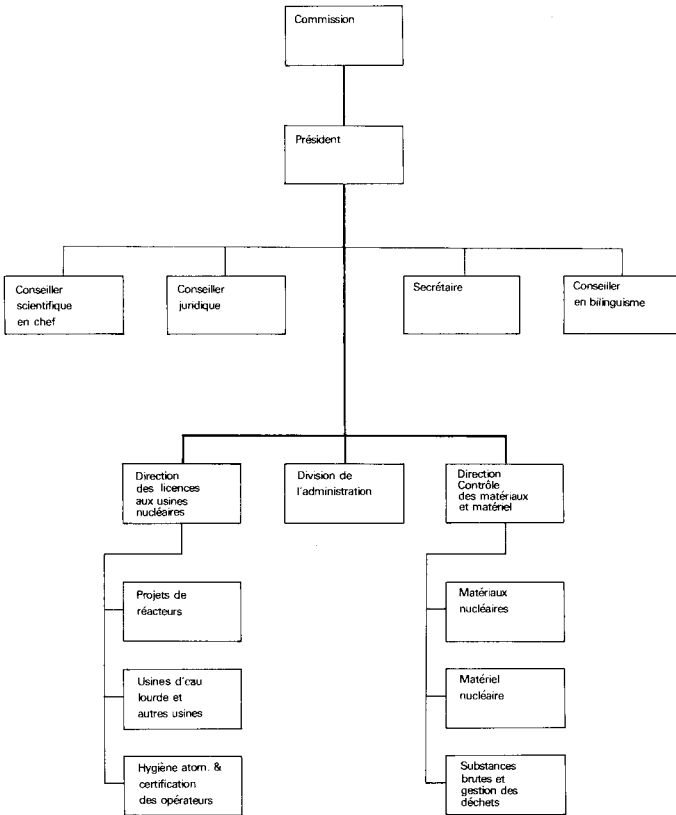 Commission
Président
Conseiller
scientifique
en chef
Conseiller
juridique
Secrétaire
Conseiller
en bilinguisme
Direction
des licences
aux usines
nucléaires
Division de
l'administration
Direction
Contrôle
des matériaux
et matériel
Projets de
réacteurs
Matériaux
nucléaires
Usines d'eau
lourde et
autres usines
Matériel
nucléaire
Hygiène atom. &
certification
des opérateurs
Substances
brutes et
gestion des
déchets